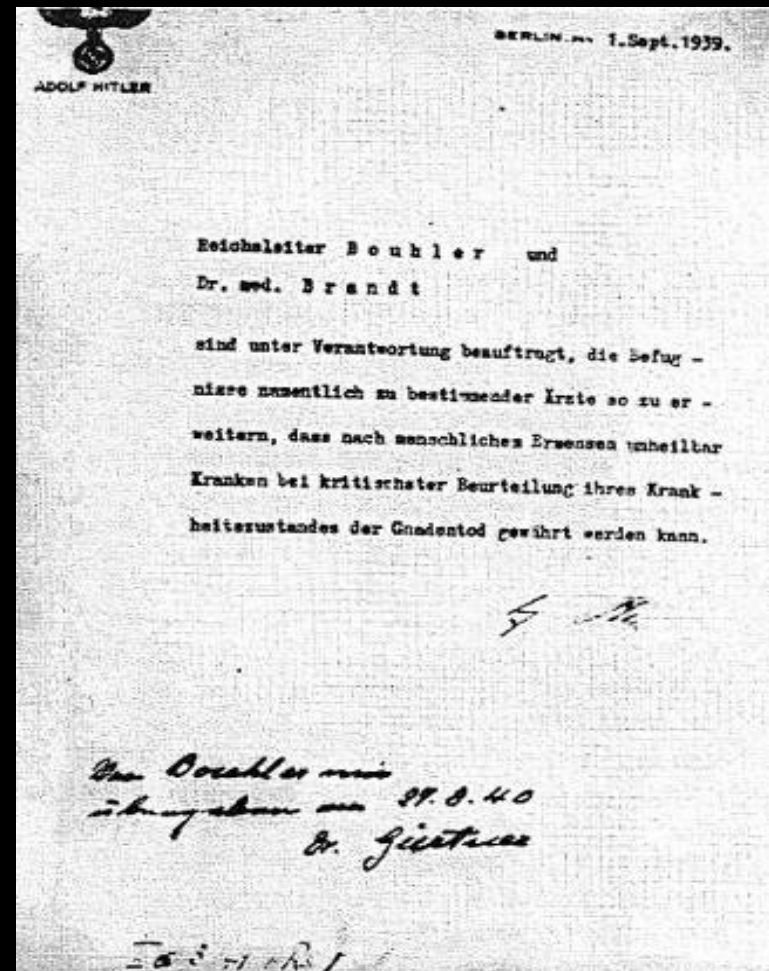 BERLIN, 1.Sept.1939.
ADOLF HITLER
Reichsleiter B o u h l e r und
Dr. med. B r a n d t
sind unter Verantwortung beauftragt, die Befug -
nisse namentlich zu bestimmender Ärzte so zu er -
weitern, dass nach menschlichem Ermessen unheilbar
Kranken bei kritischster Beurteilung ihres Krank -
heitszustandes der Gnadentod gewährt werden kann.
Bouhler mir
übergeben am 27.8.40
Dr. Gürtner